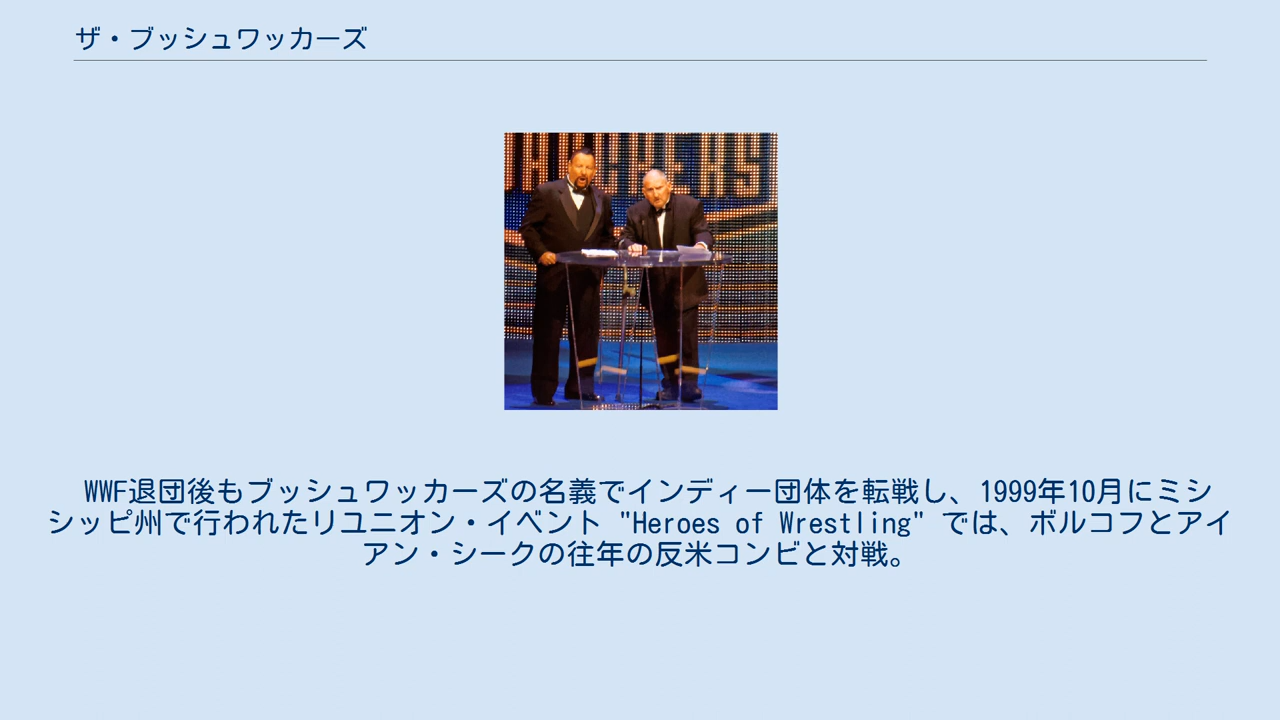 ザ・ブッシュワッカーズ
WWF退団後もブッシュワッカーズの名義でインディー団体を転戦し、1999年10月にミシ
シッピ州で行われたリユニオン・イベント "Heroes of Wrestling" では、ボルコフとアイ
アン・シークの往年の反米コンビと対戦。